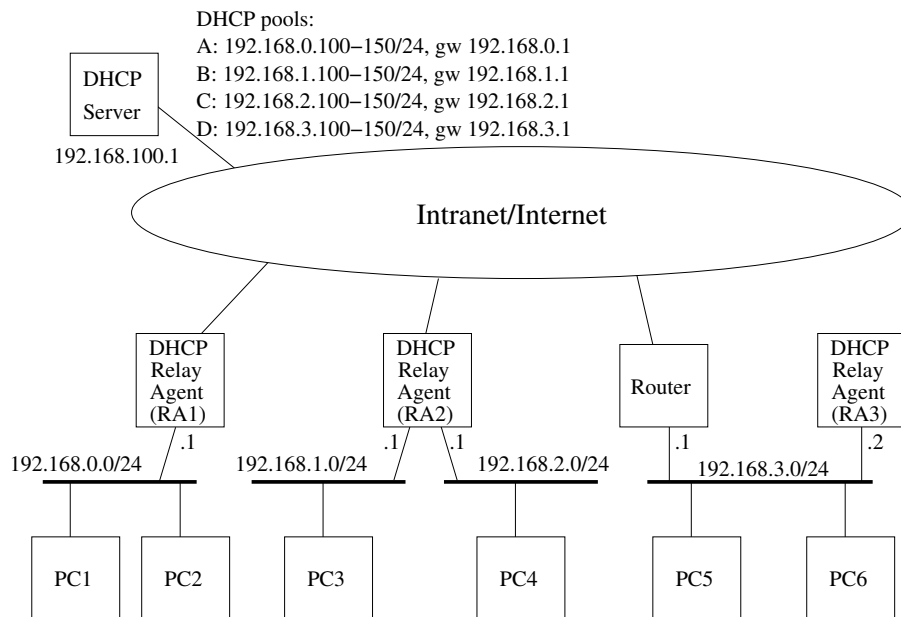 DHCP pools:
A: 192.168.0.100−150/24, gw 192.168.0.1
B: 192.168.1.100−150/24, gw 192.168.1.1
C: 192.168.2.100−150/24, gw 192.168.2.1
D: 192.168.3.100−150/24, gw 192.168.3.1
DHCP
Server
192.168.100.1
Intranet/Internet
DHCP
Relay
Agent
(RA1)
DHCP
Relay
Agent
(RA2)
Router
DHCP
Relay
Agent
(RA3)
.1
.1
.1
.1
.2
192.168.0.0/24
192.168.1.0/24
192.168.2.0/24
192.168.3.0/24
PC1
PC2
PC3
PC4
PC5
PC6